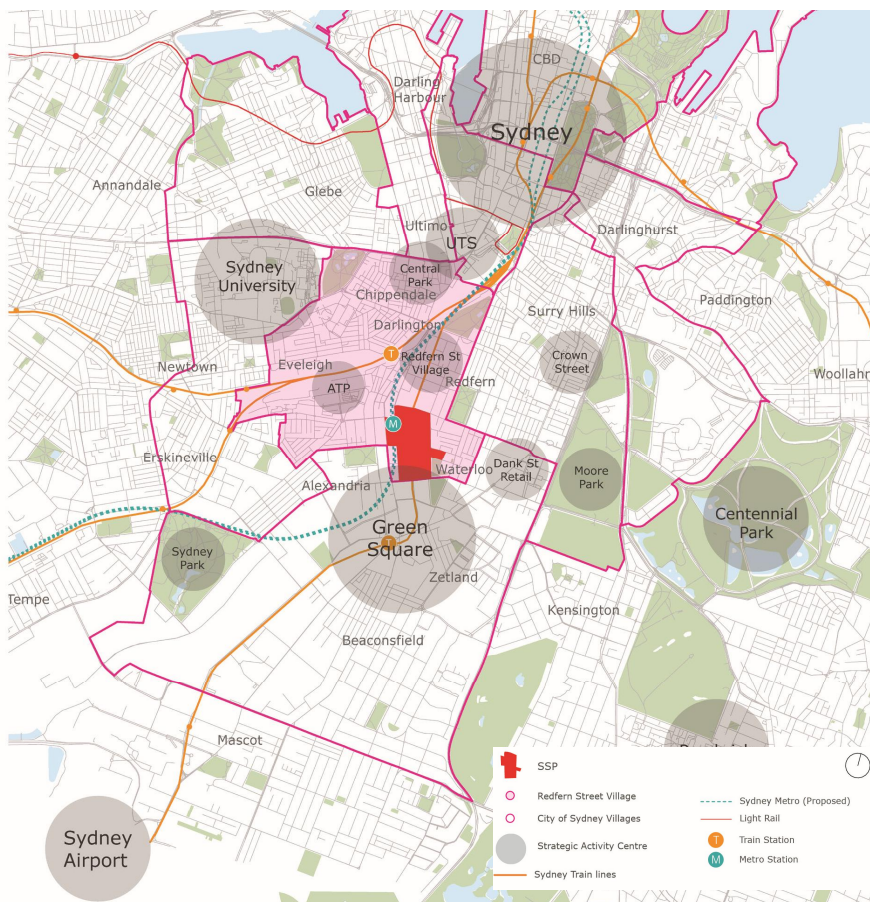 CBD
Darling
Harbour
Sydney
Annandale
Glebe
Ultimo
UTS
Darlinghurst
Sydney
University
Central
Park
Chippendale
Paddington
Darlington
Surry Hills
Newtown
Eveleigh
T
Redfern St
Village
Crown
Street
Woollahr
ATP
Redfern
M
Erskineville
Waterloo
Dank St
Retail
Moore
Park
Alexandria
Centennial
Park
Green
Square
T
Sydney
Park
Zetland
Tempe
Kensington
Beaconsfield
Mascot
Sydney
Airport
SSP
Redfern Street Village
City of Sydney Villages
Strategic Activity Centre
Sydney Train lines
Sydney Metro (Proposed)
Light Rail
T Train Station
M Metro Station